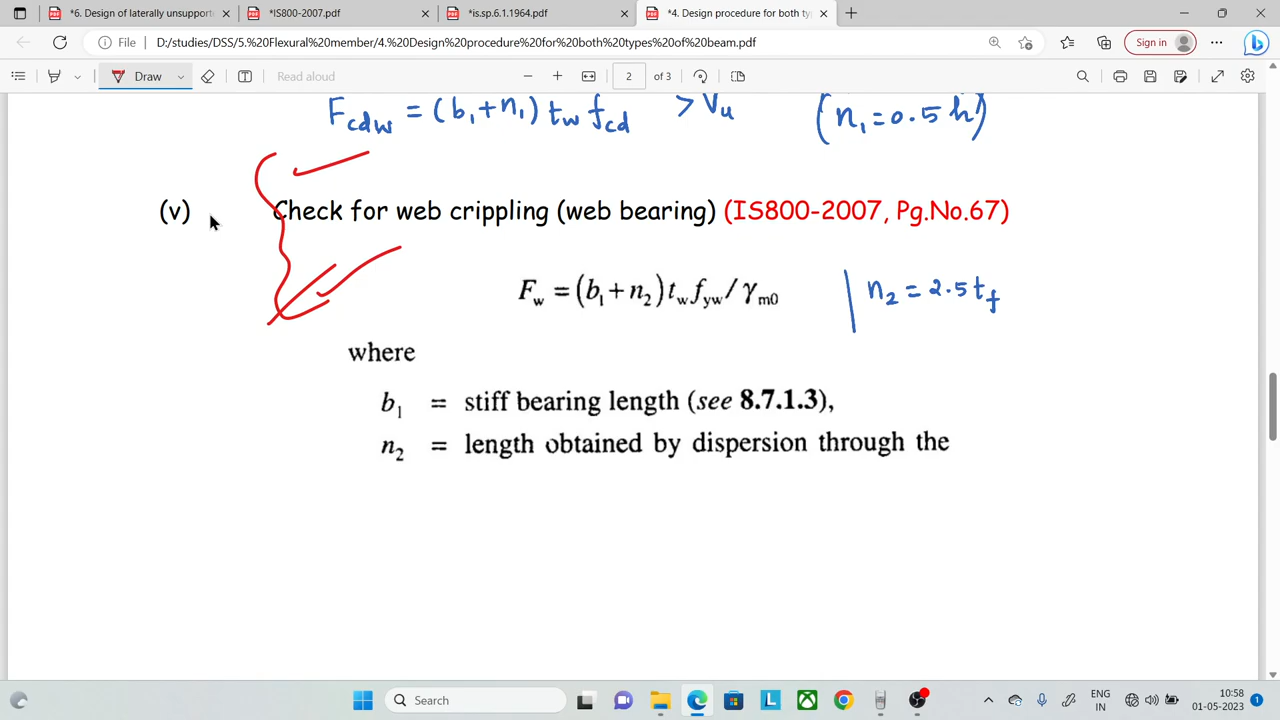 *6. Design of laterally unsupport
*IS800-2007.pdf
*is.sp.6.1.1964.pdf
*4. Design procedure for both ty
File
D:/studies/DSS/5.%20Flexural%20member/4.%20Design%20procedure%20for%20both%20types%20of%20beam.pdf
Sign in
Draw
Read aloud
2
of 3
F_cdw = (b₁+n₁) t_w f_cd > V_u (n₁=0.5h)
(v) Check for web crippling (web bearing) (IS800-2007, Pg.No.67)
F_w = (b₁ + n₂) t_w f_yw / γ_m0 | n₂ = 2.5 t_f
where
b₁ = stiff bearing length (see 8.7.1.3),
n₂ = length obtained by dispersion through the
Search
ENG
IN
10:58
01-05-2023
1